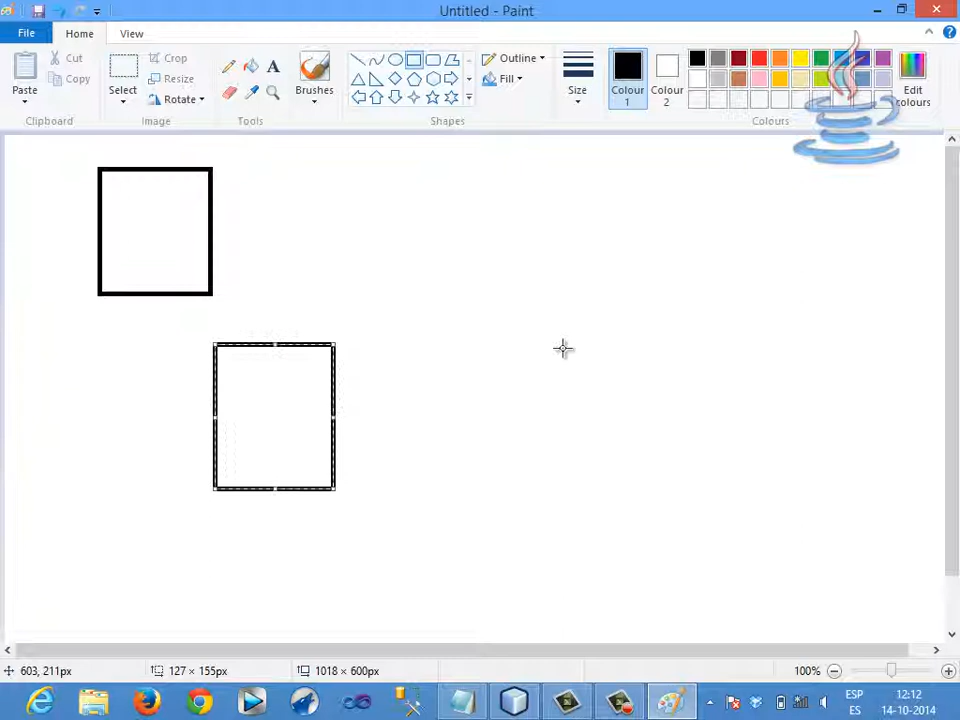 Untitled - Paint
File Home View
Paste
Cut
Copy
Clipboard
Select
Crop
Resize
Rotate
Image
A
Tools
Brushes
Outline
Fill
Shapes
Size
Colour 1
Colour 2
Edit colours
Colours
603, 211px 127 × 155px 1018 × 600px 100%
ESP 12:12
ES 14-10-2014